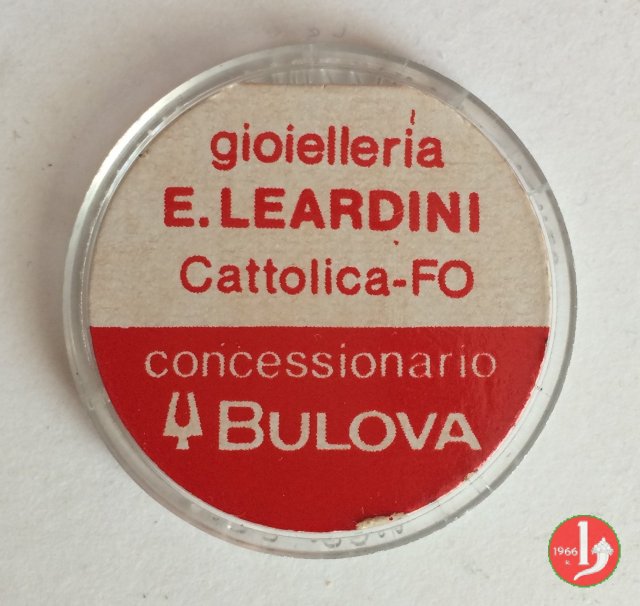 gioielleria
E. LEARDINI
Cattolica-FO
concessionario
BULOVA
1966